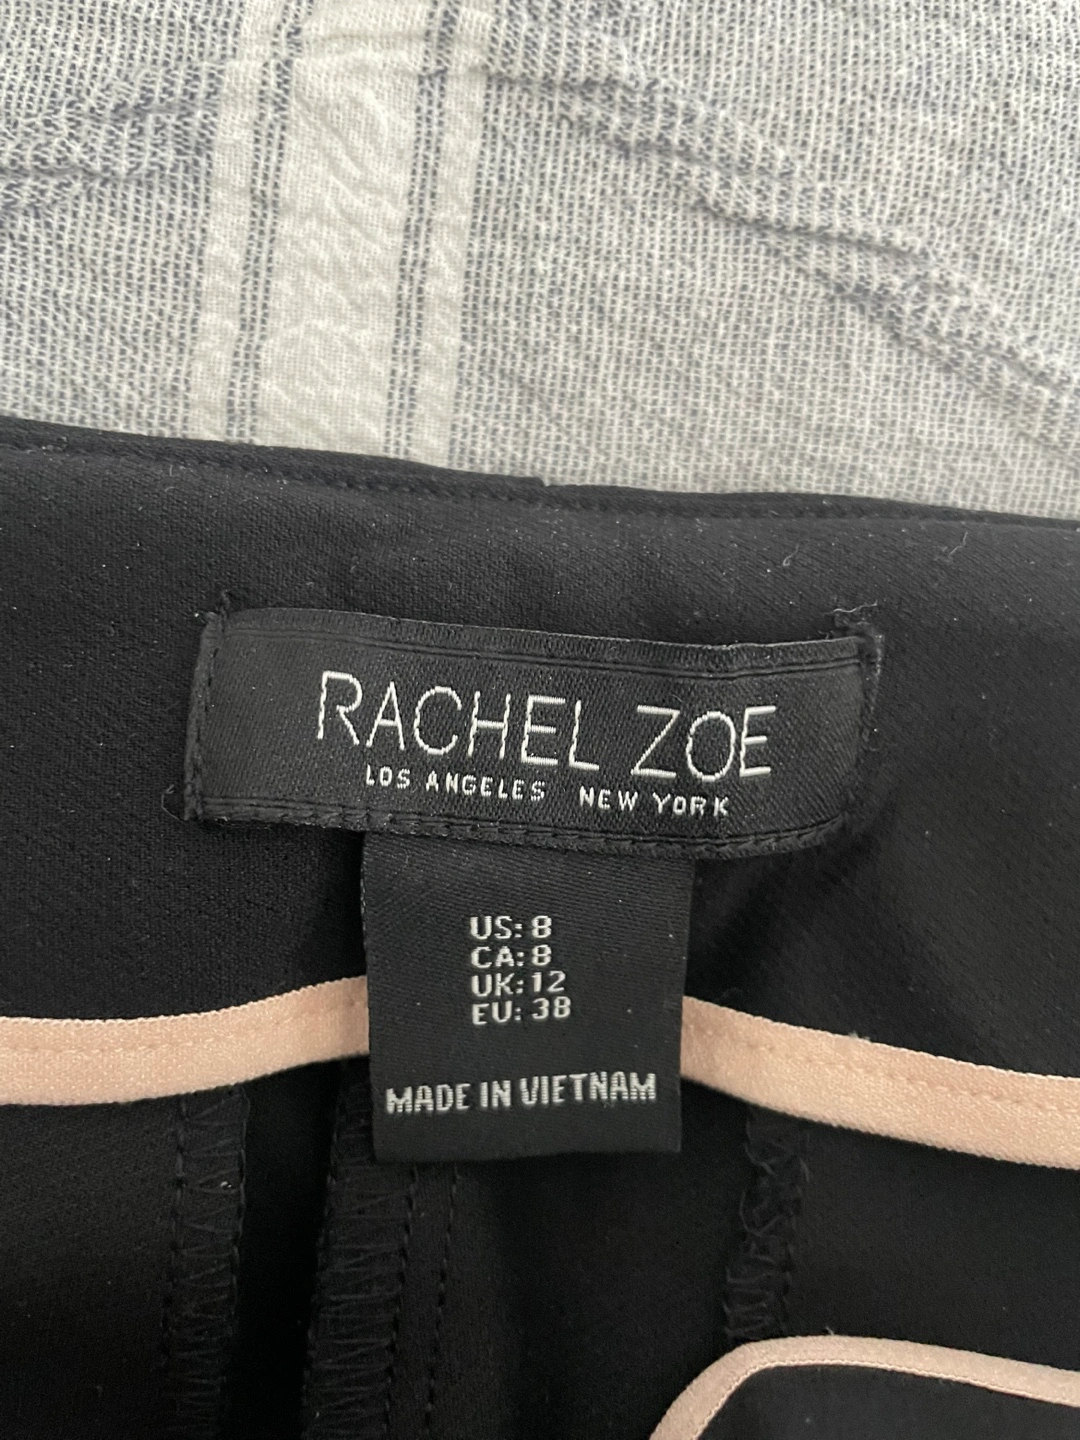 RACHEL ZOE
LOS ANGELES NEW YORK
US: 8
CA: 8
UK: 12
EU: 38
MADE IN VIETNAM